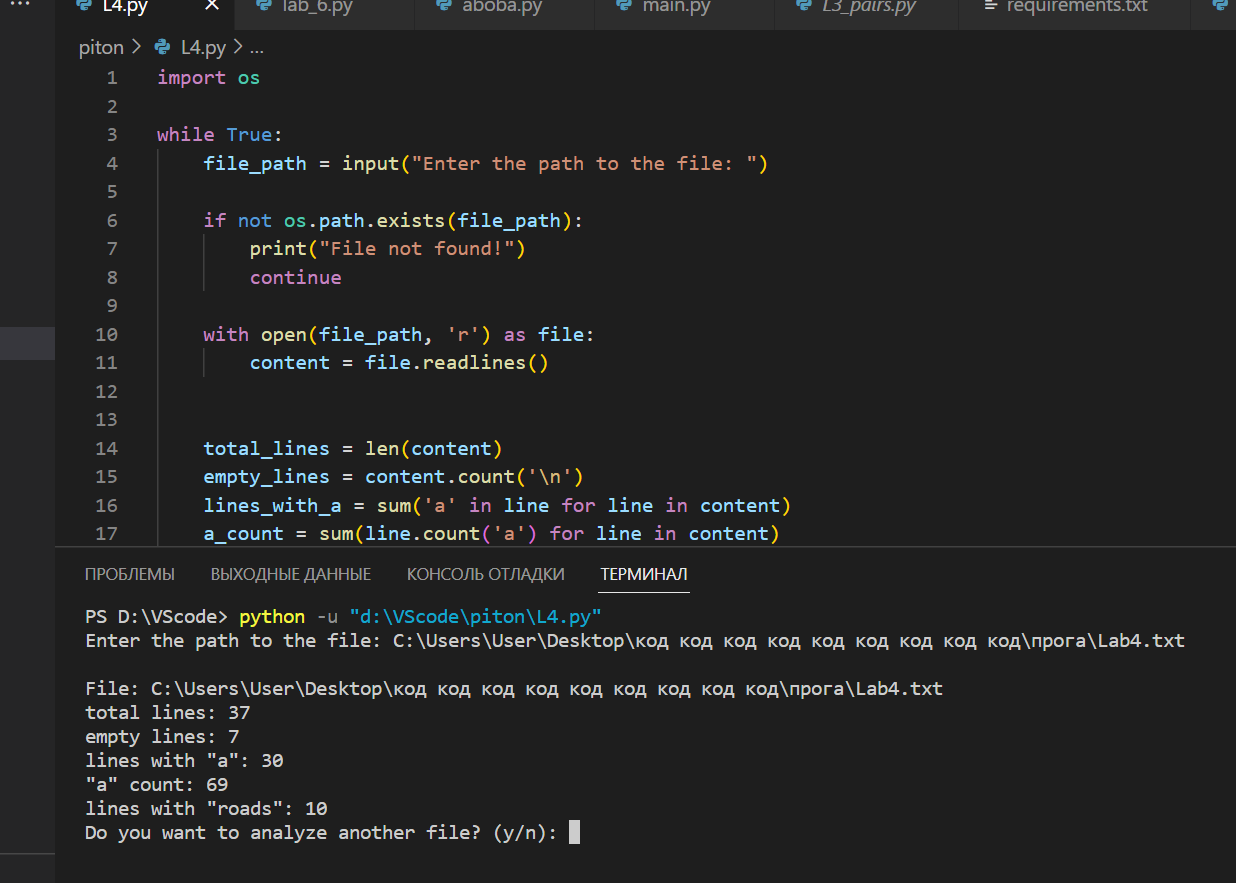 L4.py lab_6.py aboba.py main.py L3_pairs.py requirements.txt
piton > L4.py > ...
1 import os
2
3 while True:
4 file_path = input("Enter the path to the file: ")
5
6 if not os.path.exists(file_path):
7 print("File not found!")
8 continue
9
10 with open(file_path, 'r') as file:
11 content = file.readlines()
12
13
14 total_lines = len(content)
15 empty_lines = content.count('\n')
16 lines_with_a = sum('a' in line for line in content)
17 a_count = sum(line.count('a') for line in content)
ПРОБЛЕМЫ ВЫХОДНЫЕ ДАННЫЕ КОНСОЛЬ ОТЛАДКИ ТЕРМИНАЛ
PS D:\VScode> python -u "d:\VScode\piton\L4.py"
Enter the path to the file: C:\Users\User\Desktop\код код код код код код код код код\прога\Lab4.txt
File: C:\Users\User\Desktop\код код код код код код код код код\прога\Lab4.txt
total lines: 37
empty lines: 7
lines with "a": 30
"a" count: 69
lines with "roads": 10
Do you want to analyze another file? (y/n):